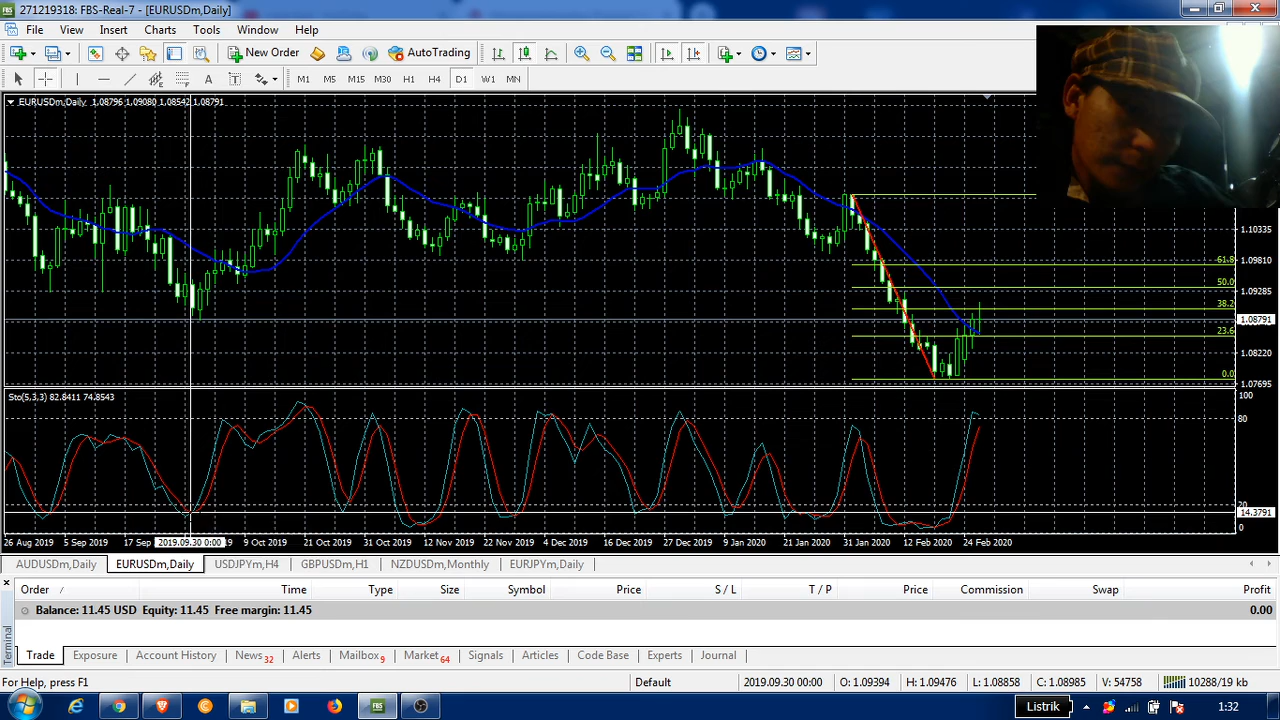 271219318: FBS-Real-7 - [EURUSDm,Daily]
File View Insert Charts Tools Window Help
New Order AutoTrading
M1 M5 M15 M30 H1 H4 D1 W1 MN
EURUSDm,Daily 1.08796 1.09080 1.08542 1.08791
1.10335
61.8 1.09810
50.0 1.09285
38.2
1.08791
23.6
1.08220
0.0 1.07695
Sto(5,3,3) 82.8411 74.8543
100
80
20
14.3791
0
26 Aug 2019 5 Sep 2019 17 Sep 2019.09.30 0:00 9 Oct 2019 21 Oct 2019 31 Oct 2019 12 Nov 2019 22 Nov 2019 4 Dec 2019 16 Dec 2019 27 Dec 2019 9 Jan 2020 21 Jan 2020 31 Jan 2020 12 Feb 2020 24 Feb 2020
AUDUSDm,Daily EURUSDm,Daily USDJPYm,H4 GBPUSDm,H1 NZDUSDm,Monthly EURJPYm,Daily
Order / Time Type Size Symbol Price S / L T / P Price Commission Swap Profit
Balance: 11.45 USD Equity: 11.45 Free margin: 11.45 0.00
Terminal
Trade Exposure Account History News 32 Alerts Mailbox 9 Market 64 Signals Articles Code Base Experts Journal
For Help, press F1 Default 2019.09.30 00:00 O: 1.09394 H: 1.09476 L: 1.08858 C: 1.08985 V: 54758 10288/19 kb
FBS Listrik 1:32